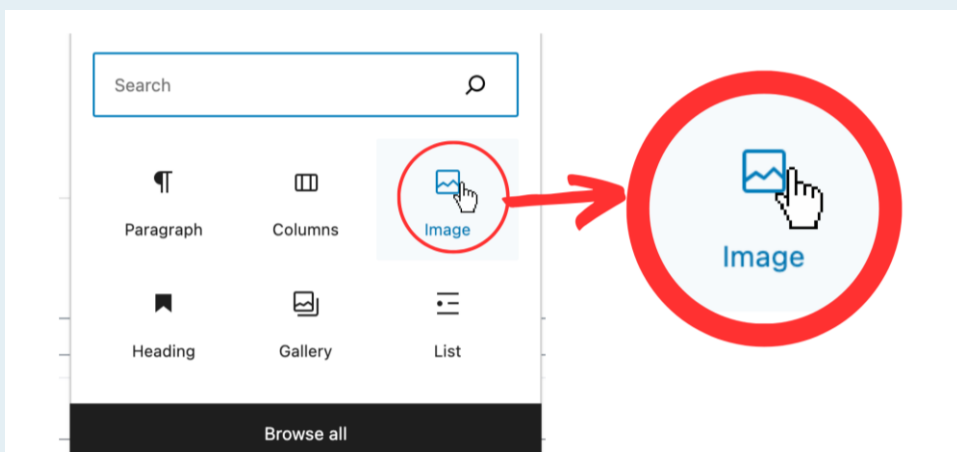 Search
Paragraph
Columns
Image
Heading
Gallery
List
Browse all
Image